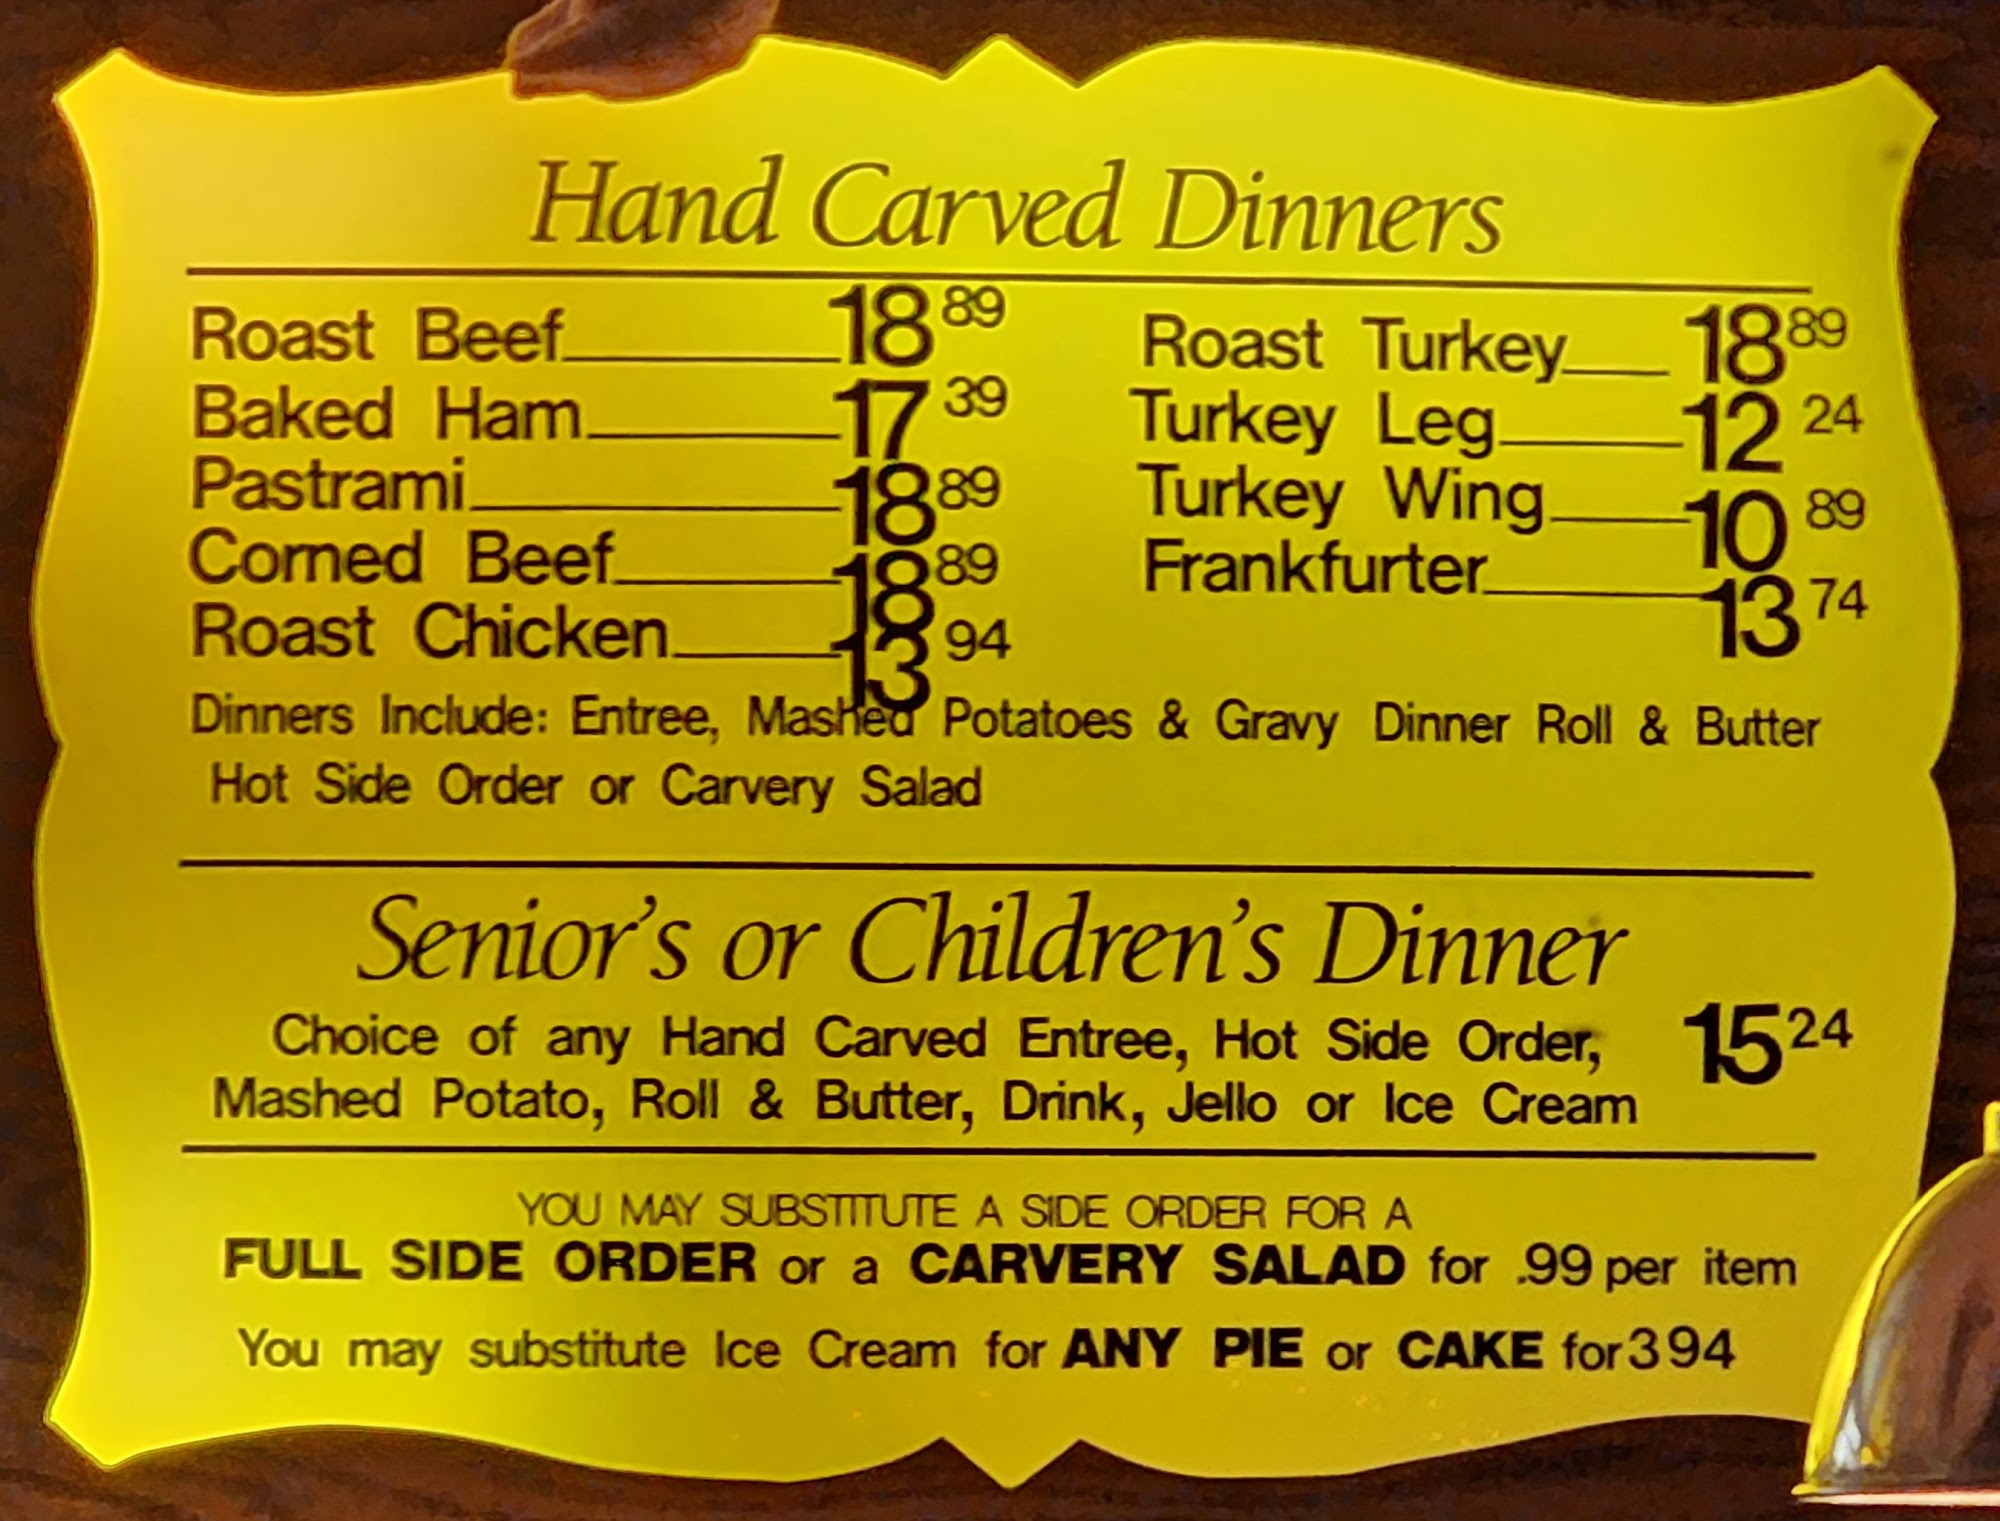 Hand Carved Dinners
Roast Beef 18 89
Baked Ham 17 39
Pastrami 18 89
Corned Beef 18 89
Roast Chicken 13 94
Roast Turkey 18 89
Turkey Leg 12 24
Turkey Wing 10 89
Frankfurter 13 74
Dinners Include: Entree, Mashed Potatoes & Gravy Dinner Roll & Butter
Hot Side Order or Carvery Salad
Senior's or Children's Dinner
Choice of any Hand Carved Entree, Hot Side Order, 15 24
Mashed Potato, Roll & Butter, Drink, Jello or Ice Cream
YOU MAY SUBSTITUTE A SIDE ORDER FOR A
FULL SIDE ORDER or a CARVERY SALAD for .99 per item
You may substitute Ice Cream for ANY PIE or CAKE for 3 94